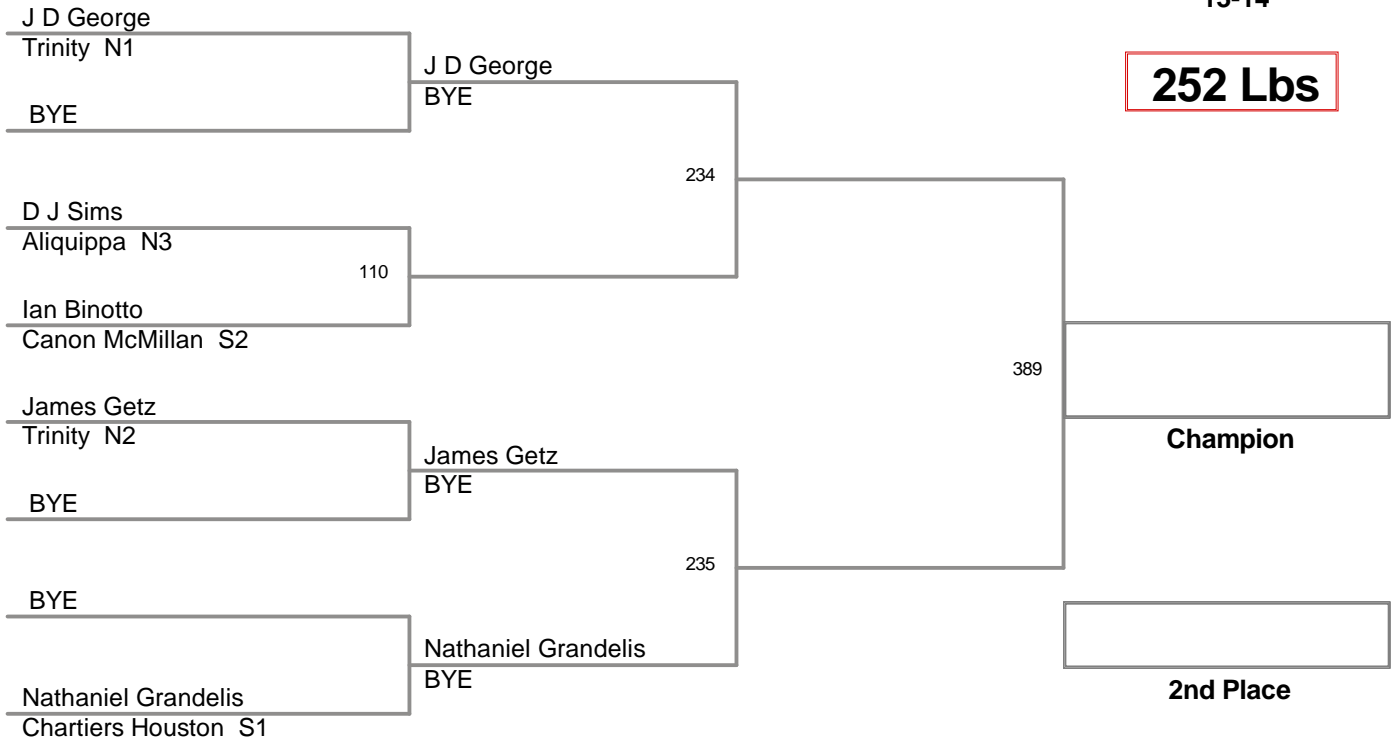 13-14
252 Lbs
J D George
Trinity N1
BYE
D J Sims
Aliquippa N3
110
Ian Binotto
Canon McMillan S2
James Getz
Trinity N2
BYE
BYE
Nathaniel Grandelis
Chartiers Houston S1
J D George
BYE
234
James Getz
BYE
235
Nathaniel Grandelis
BYE
389
Champion
2nd Place